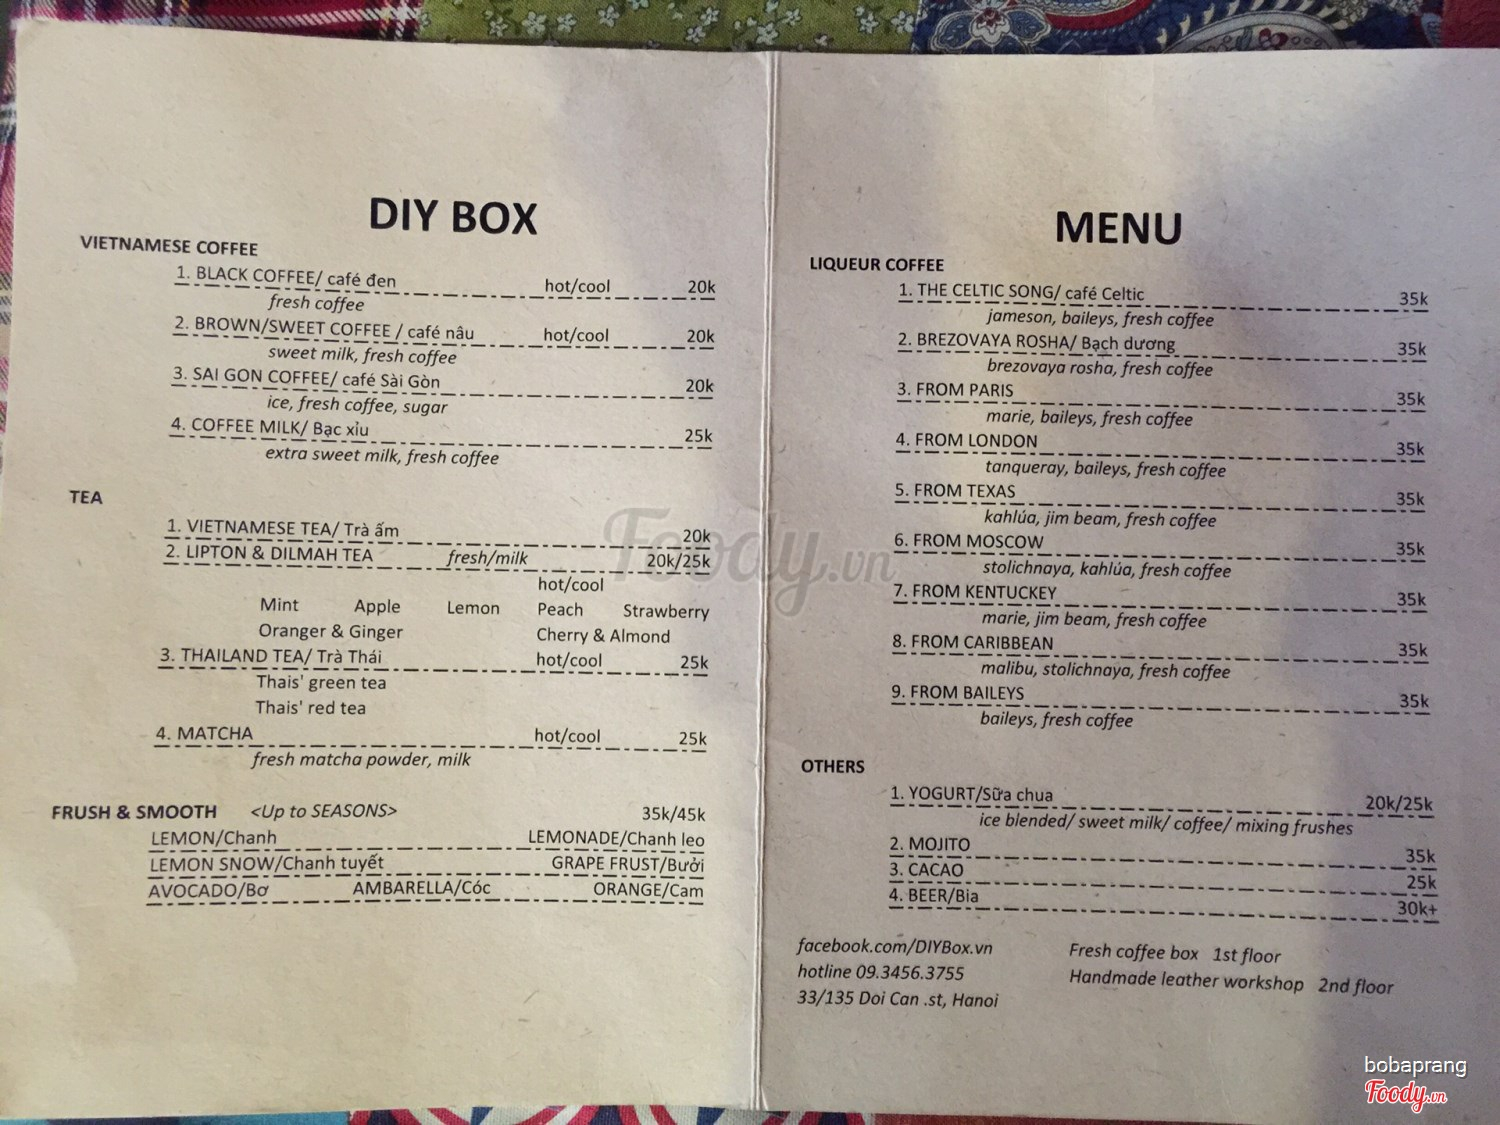 DIY BOX
VIETNAMESE COFFEE
1. BLACK COFFEE/ café đen hot/cool 20k
fresh coffee
2. BROWN/SWEET COFFEE / café nâu hot/cool 20k
sweet milk, fresh coffee
3. SAI GON COFFEE/ café Sài Gòn 20k
ice, fresh coffee, sugar
4. COFFEE MILK/ Bạc xỉu 25k
extra sweet milk, fresh coffee
TEA
1. VIETNAMESE TEA/ Trà ấm 20k
2. LIPTON & DILMAH TEA fresh/milk 20k/25k
hot/cool
Mint Apple Lemon Peach Strawberry
Oranger & Ginger Cherry & Almond
3. THAILAND TEA/ Trà Thái hot/cool 25k
Thais' green tea
Thais' red tea
4. MATCHA hot/cool 25k
fresh matcha powder, milk
FRUSH & SMOOTH <Up to SEASONS> 35k/45k
LEMON/Chanh LEMONADE/Chanh leo
LEMON SNOW/Chanh tuyết GRAPE FRUST/Bưởi
AVOCADO/Bơ AMBARELLA/Cóc ORANGE/Cam
MENU
LIQUEUR COFFEE
1. THE CELTIC SONG/ café Celtic 35k
jameson, baileys, fresh coffee
2. BREZOVAYA ROSHA/ Bạch dương 35k
brezovaya rosha, fresh coffee
3. FROM PARIS 35k
marie, baileys, fresh coffee
4. FROM LONDON 35k
tanqueray, baileys, fresh coffee
5. FROM TEXAS 35k
kahlúa, jim beam, fresh coffee
6. FROM MOSCOW 35k
stolichnaya, kahlúa, fresh coffee
7. FROM KENTUCKEY 35k
marie, jim beam, fresh coffee
8. FROM CARIBBEAN 35k
malibu, stolichnaya, fresh coffee
9. FROM BAILEYS 35k
baileys, fresh coffee
OTHERS
1. YOGURT/Sữa chua 20k/25k
ice blended/ sweet milk/ coffee/ mixing frushes
2. MOJITO 35k
3. CACAO 25k
4. BEER/Bia 30k+
facebook.com/DIYBox.vn Fresh coffee box 1st floor
hotline 09.3456.3755 Handmade leather workshop 2nd floor
33/135 Doi Can .st, Hanoi
Foody.vn
bobaprang
Foody.vn